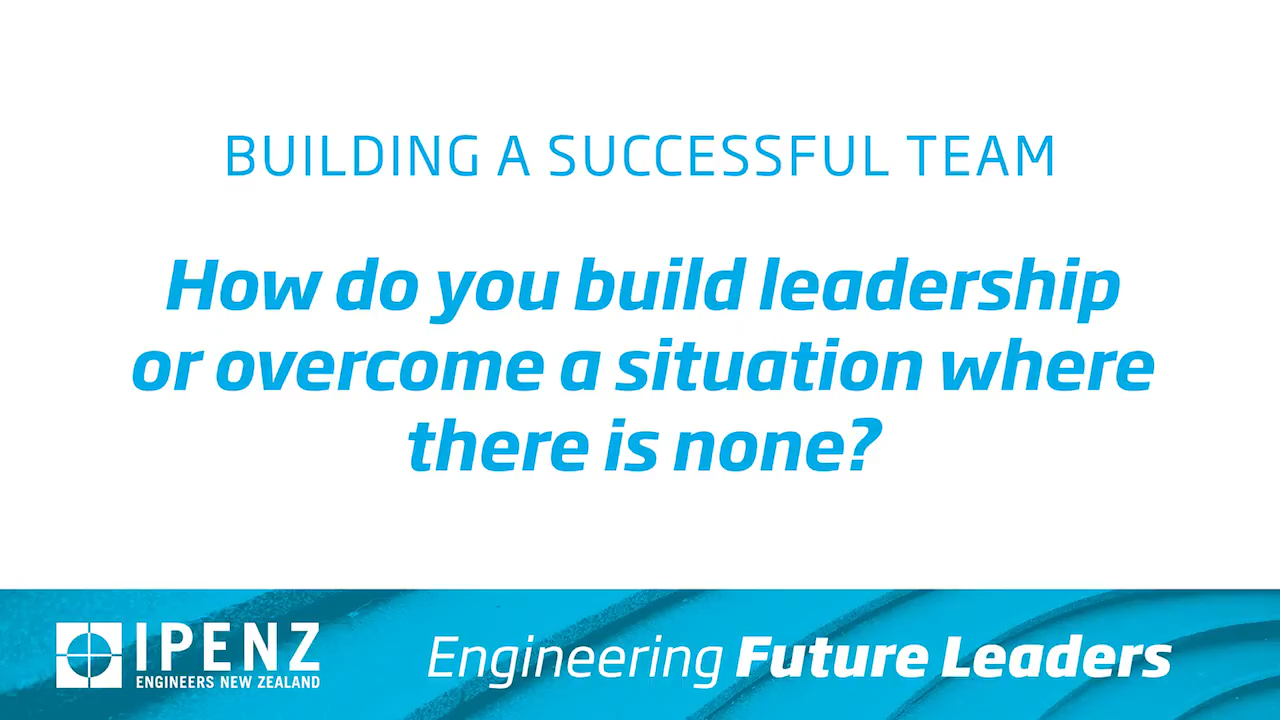 BUILDING A SUCCESSFUL TEAM
How do you build leadership
or overcome a situation where
there is none?
IPENZ
ENGINEERS NEW ZEALAND
Engineering Future Leaders